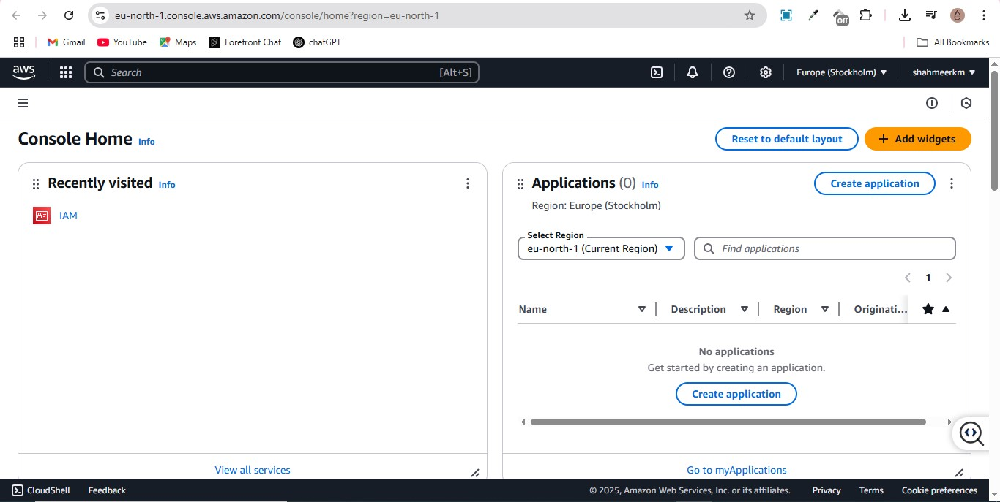 eu-north-1.console.aws.amazon.com/console/home?region=eu-north-1
Off
Gmail YouTube Maps Forefront Chat chatGPT All Bookmarks
aws Search [Alt+S] Europe (Stockholm) shahmeerkm
Console Home Info Reset to default layout + Add widgets
Recently visited Info
IAM
View all services
Applications (0) Info Create application
Region: Europe (Stockholm)
Select Region
eu-north-1 (Current Region) Find applications
1
Name Description Region Originati...
No applications
Get started by creating an application.
Create application
Go to myApplications
CloudShell Feedback © 2025, Amazon Web Services, Inc. or its affiliates. Privacy Terms Cookie preferences